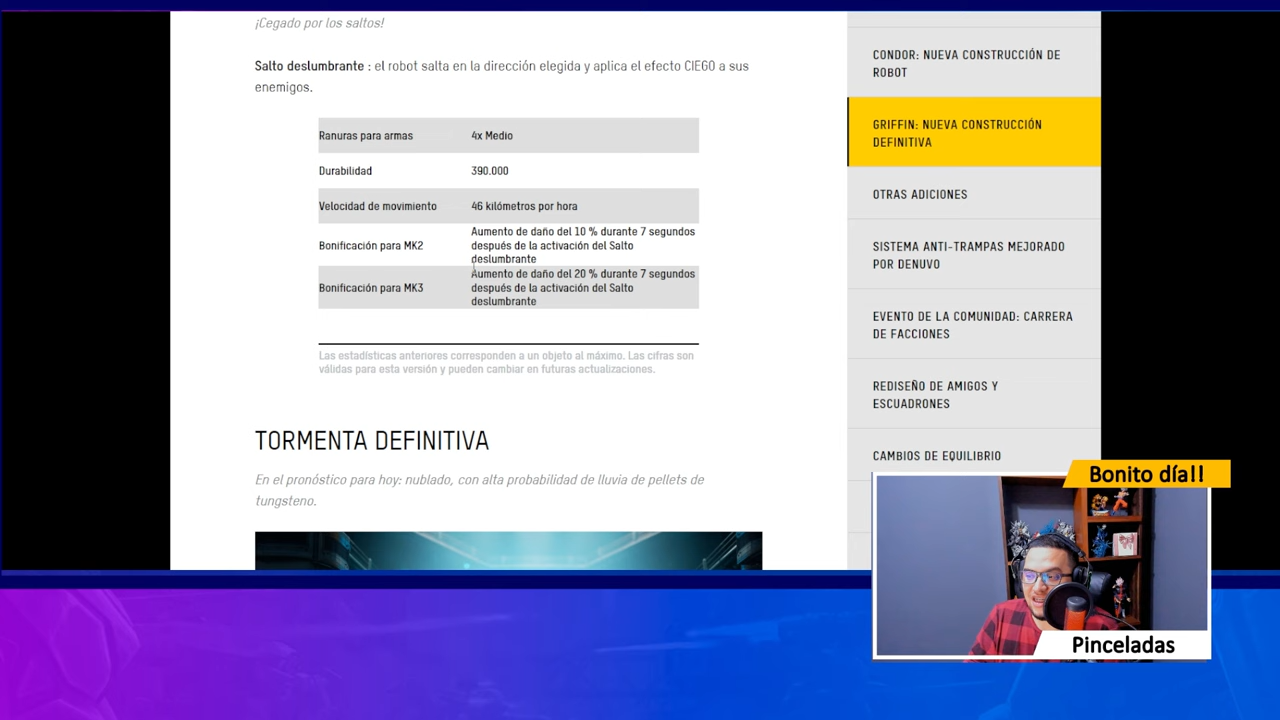 ¡Cegado por los saltos!
Salto deslumbrante : el robot salta en la dirección elegida y aplica el efecto CIEGO a sus
enemigos.
Ranuras para armas 4x Medio
Durabilidad 390.000
Velocidad de movimiento 46 kilómetros por hora
Bonificación para MK2
Aumento de daño del 10 % durante 7 segundos
después de la activación del Salto
deslumbrante
Bonificación para MK3
Aumento de daño del 20 % durante 7 segundos
después de la activación del Salto
deslumbrante
Las estadísticas anteriores corresponden a un objeto al máximo. Las cifras son
válidas para esta versión y pueden cambiar en futuras actualizaciones.
TORMENTA DEFINITIVA
En el pronóstico para hoy: nublado, con alta probabilidad de lluvia de pellets de
tungsteno.
CONDOR: NUEVA CONSTRUCCIÓN DE
ROBOT
GRIFFIN: NUEVA CONSTRUCCIÓN
DEFINITIVA
OTRAS ADICIONES
SISTEMA ANTI-TRAMPAS MEJORADO
POR DENUVO
EVENTO DE LA COMUNIDAD: CARRERA
DE FACCIONES
REDISEÑO DE AMIGOS Y
ESCUADRONES
CAMBIOS DE EQUILIBRIO
Bonito día!!
Pinceladas